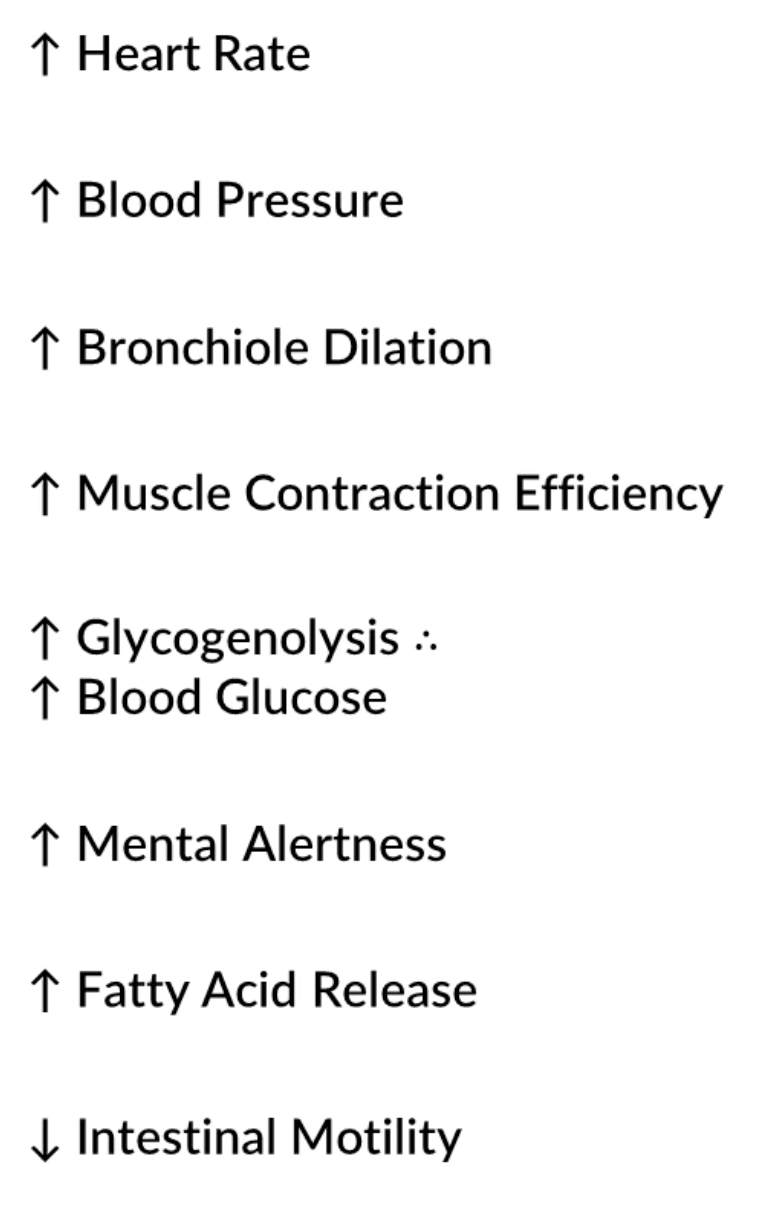 ↑ Heart Rate
↑ Blood Pressure
↑ Bronchiole Dilation
↑ Muscle Contraction Efficiency
↑ Glycogenolysis ∴
↑ Blood Glucose
↑ Mental Alertness
↑ Fatty Acid Release
↓ Intestinal Motility